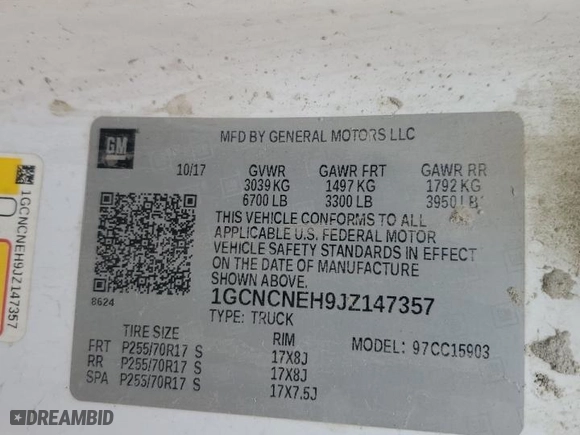 GM
MFD BY GENERAL MOTORS LLC
10/17 GVWR GAWR FRT GAWR RR
3039 KG 1497 KG 1792 KG
6700 LB 3300 LB 3950 LB
THIS VEHICLE CONFORMS TO ALL
APPLICABLE U.S. FEDERAL MOTOR
VEHICLE SAFETY STANDARDS IN EFFECT
ON THE DATE OF MANUFACTURE
SHOWN ABOVE.
8624
1GCNCNEH9JZ147357
TYPE: TRUCK
TIRE SIZE RIM MODEL: 97CC15903
FRT P255/70R17 S 17X8J
RR P255/70R17 S 17X8J
SPA P255/70R17 S 17X7.5J
1GCNCNEH9JZ147357
DREAMBID